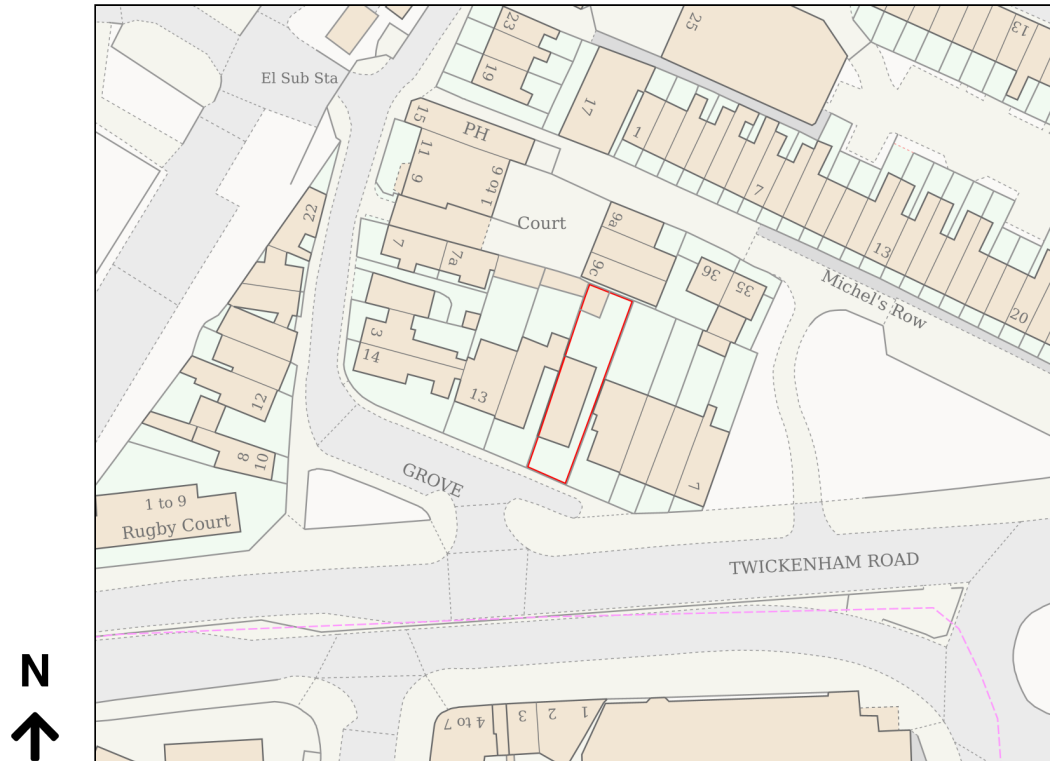 23
25
13
El Sub Sta
19
17
1
15
PH
11
9
1 to 9
7
22
Court
9a
13
7
7a
9c
36
35
Michel's Row
20
3
14
12
13
7
8
10
GROVE
1 to 9
Rugby Court
TWICKENHAM ROAD
N
4 to 7
3
2
1